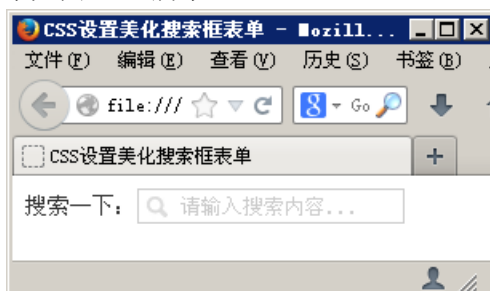 CSS设置美化搜索框表单 - Mozill...
文件(F) 编辑(E) 查看(V) 历史(S) 书签(B)
file:/// Go
CSS设置美化搜索框表单
搜索一下: 请输入搜索内容...